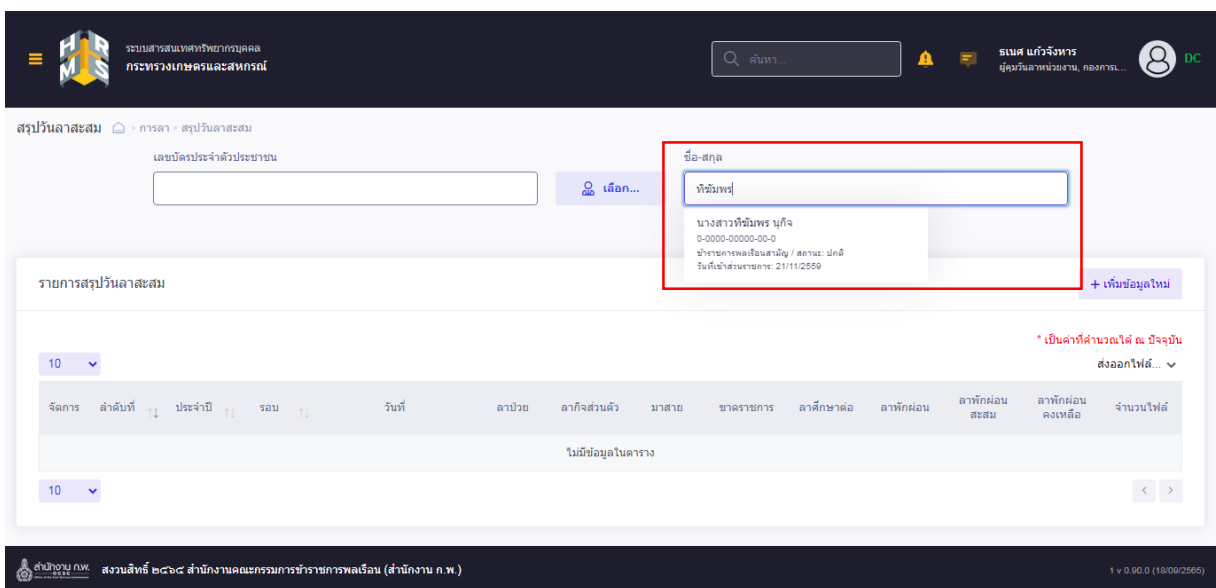 HR
MS
ระบบสารสนเทศทรัพยากรบุคคล
กระทรวงเกษตรและสหกรณ์
ค้นหา...
ธเนศ แก้วจังหาร
ผู้คุมวันลาหน่วยงาน, กองการเ...
DC
สรุปวันลาสะสม - การลา - สรุปวันลาสะสม
เลขบัตรประจำตัวประชาชน
เลือก...
ชื่อ-สกุล
ทิฆัมพร
นางสาวทิฆัมพร นุกิจ
0-0000-00000-00-0
ข้าราชการพลเรือนสามัญ / สถานะ: ปกติ
วันที่เข้าส่วนราชการ: 21/11/2559
รายการสรุปวันลาสะสม
+ เพิ่มข้อมูลใหม่
* เป็นค่าที่คำนวณได้ ณ ปัจจุบัน
10
ส่งออกไฟล์...
จัดการ ลำดับที่ ประจำปี รอบ วันที่ ลาป่วย ลากิจส่วนตัว มาสาย ขาดราชการ ลาศึกษาต่อ ลาพักผ่อน ลาพักผ่อนสะสม ลาพักผ่อนคงเหลือ จำนวนไฟล์
ไม่มีข้อมูลในตาราง
10
สำนักงาน ก.พ.
สงวนสิทธิ์ ๒๕๖๔ สำนักงานคณะกรรมการข้าราชการพลเรือน (สำนักงาน ก.พ.)
1 v 0.90.0 (18/09/2565)